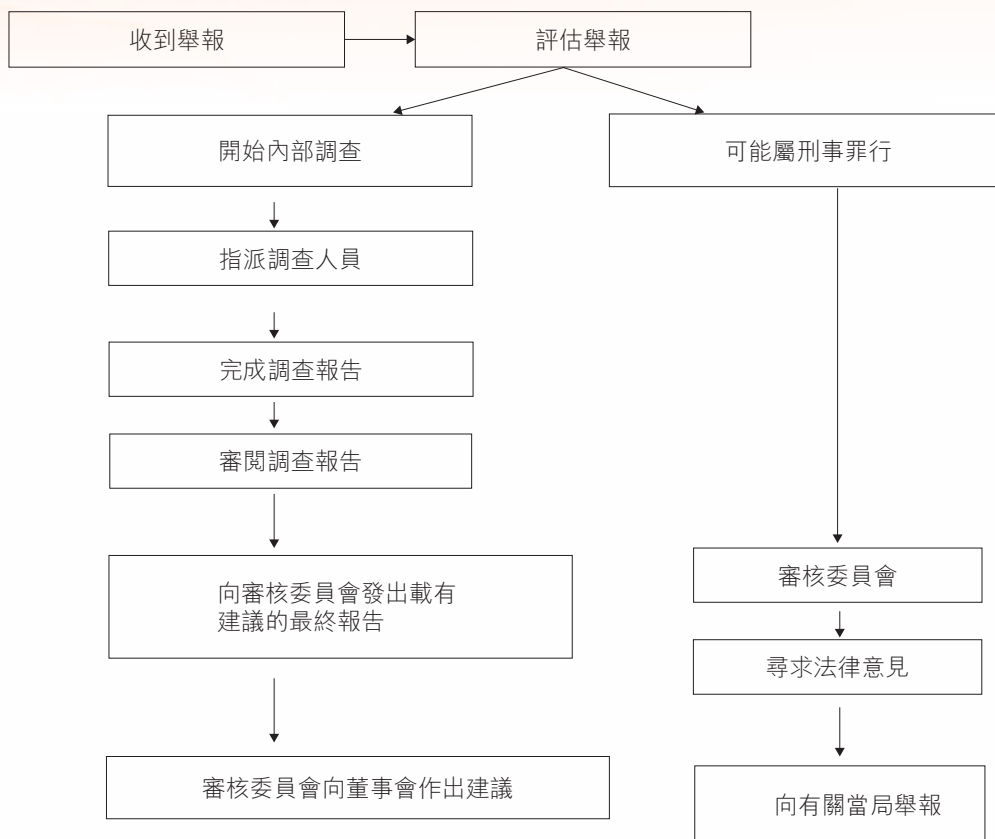 收到舉報
評估舉報
開始內部調查
可能屬刑事罪行
指派調查人員
完成調查報告
審閱調查報告
向審核委員會發出載有
建議的最終報告
審核委員會
尋求法律意見
審核委員會向董事會作出建議
向有關當局舉報